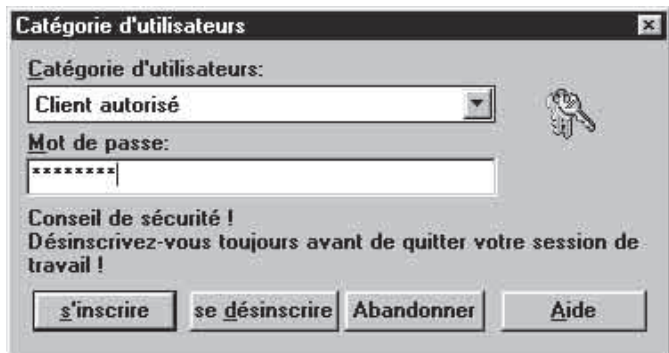 Catégorie d'utilisateurs
Catégorie d'utilisateurs:
Client autorisé
Mot de passe:
********
Conseil de sécurité !
Désinscrivez-vous toujours avant de quitter votre session de
travail !
s'inscrire se désinscrire Abandonner Aide